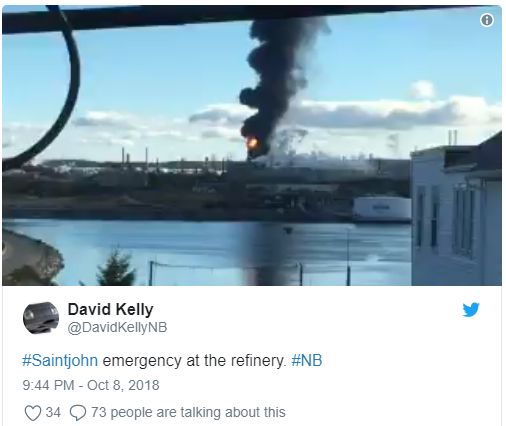 David Kelly
@DavidKellyNB
#Saintjohn emergency at the refinery. #NB
9:44 PM - Oct 8, 2018
34 73 people are talking about this